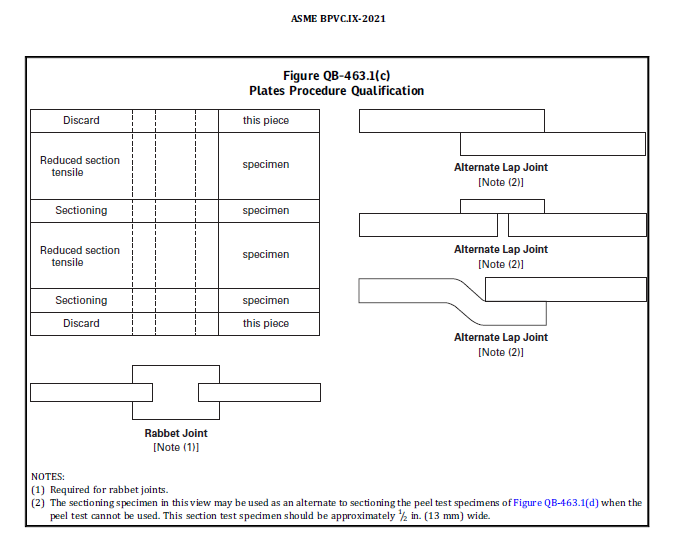 ASME BPVC.IX-2021
Figure QB-463.1(c)
Plates Procedure Qualification
Discard this piece
Reduced section
tensile specimen
Sectioning specimen
Reduced section
tensile specimen
Sectioning specimen
Discard this piece
Alternate Lap Joint
[Note (2)]
Alternate Lap Joint
[Note (2)]
Alternate Lap Joint
[Note (2)]
Rabbet Joint
[Note (1)]
NOTES:
(1) Required for rabbet joints.
(2) The sectioning specimen in this view may be used as an alternate to sectioning the peel test specimens of Figure QB-463.1(d) when the
peel test cannot be used. This section test specimen should be approximately 1/2 in. (13 mm) wide.